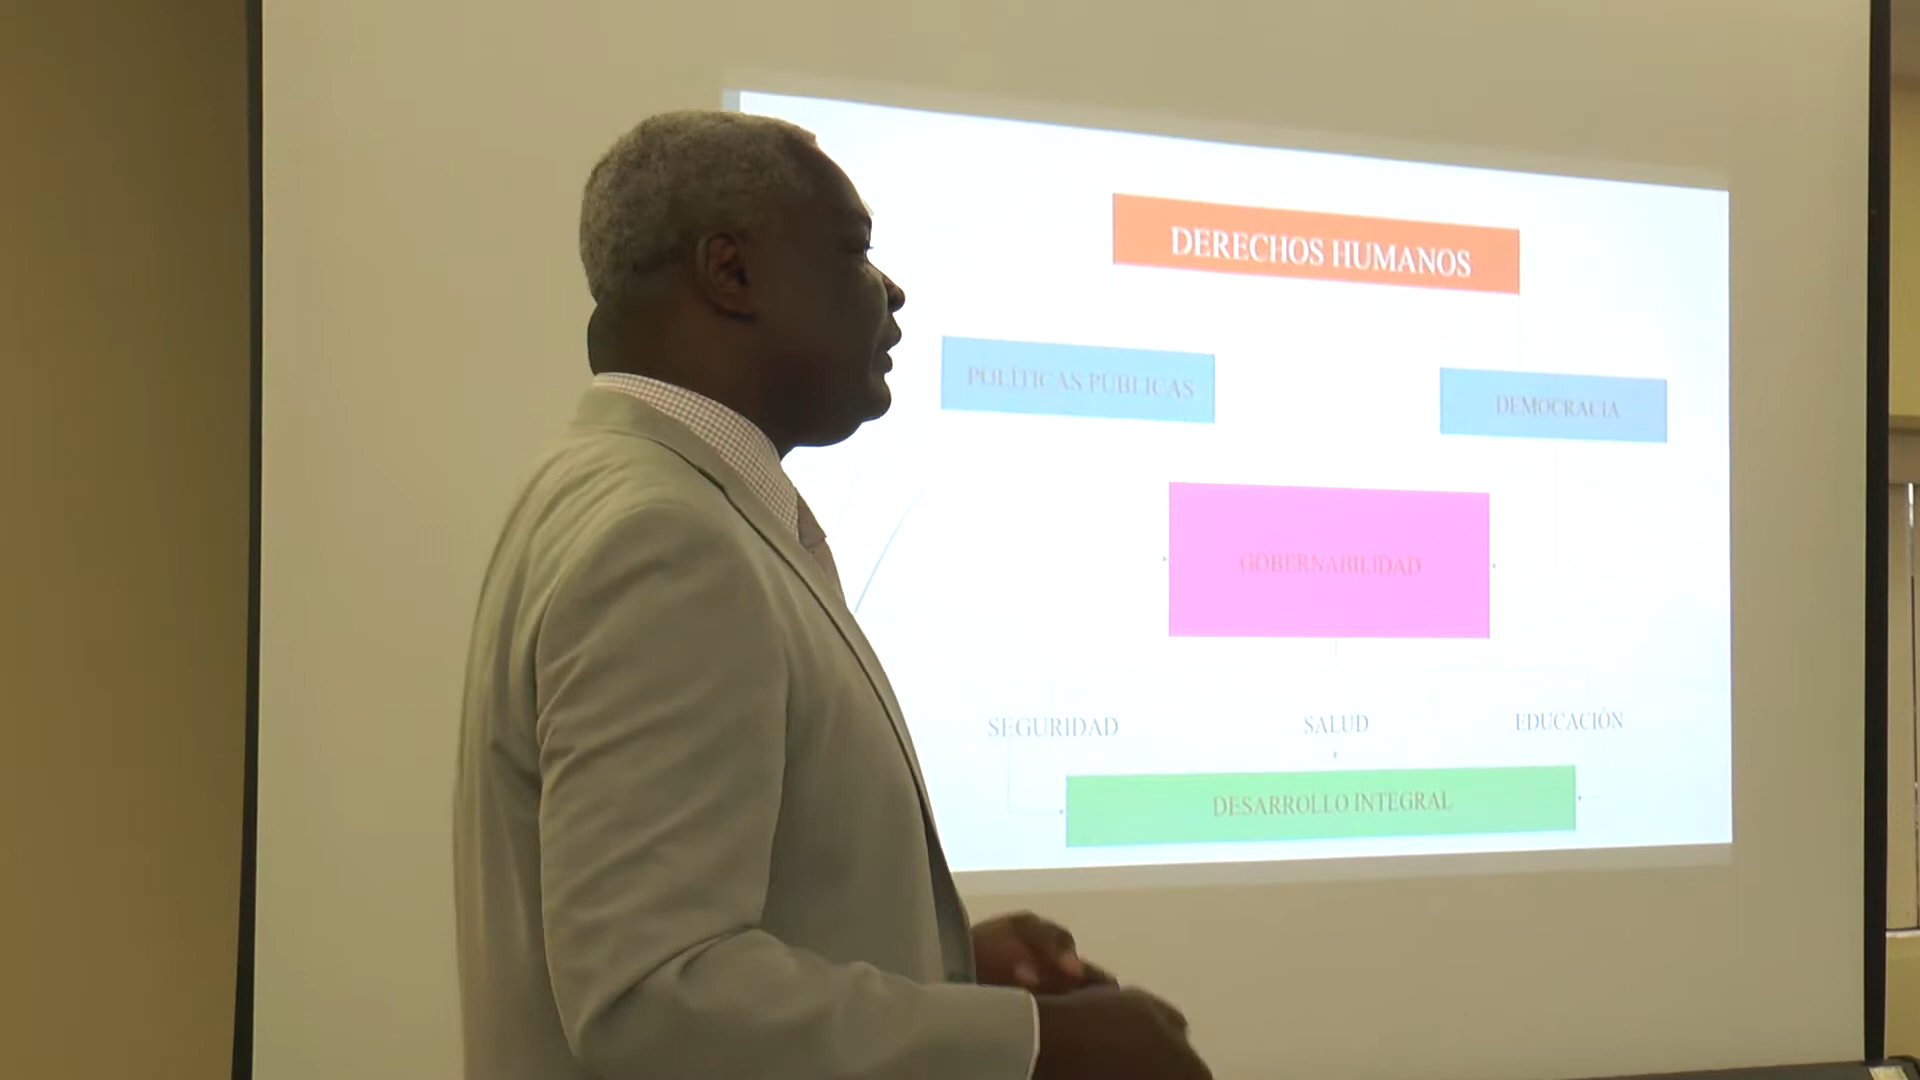 DERECHOS HUMANOS
POLÍTICAS PÚBLICAS
DEMOCRACIA
GOBERNABILIDAD
SEGURIDAD
SALUD
EDUCACIÓN
DESARROLLO INTEGRAL